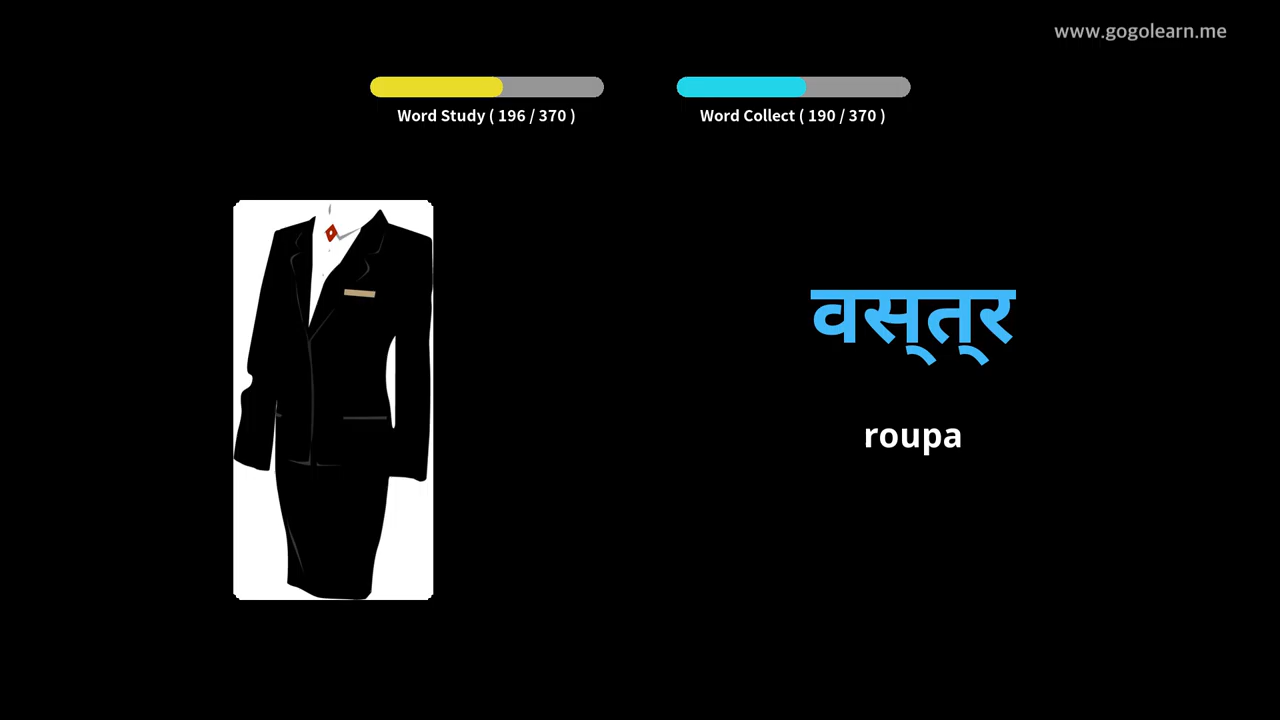 www.gogolearn.me
Word Study ( 196 / 370 )
Word Collect ( 190 / 370 )
वस्‌त्‌र
roupa